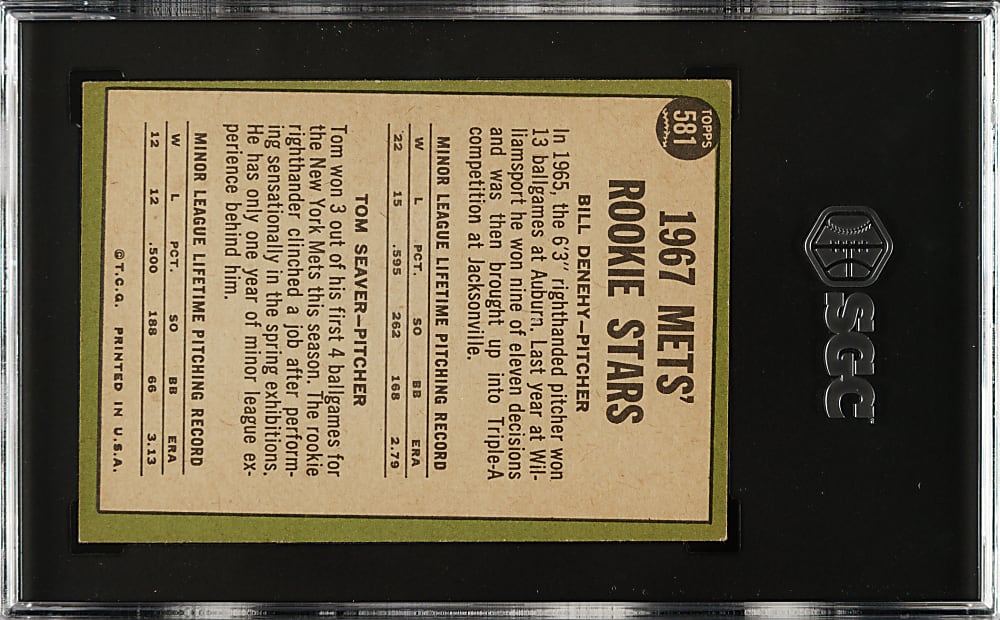 TOPPS
581
1967 METS'
ROOKIE STARS
BILL DENEHY—PITCHER
In 1965, the 6'3" righthanded pitcher won
13 ballgames at Auburn. Last year at Wil-
liamsport he won nine of eleven decisions
and was then brought up into Triple-A
competition at Jacksonville.
MINOR LEAGUE LIFETIME PITCHING RECORD
W L PCT. SO BB ERA
22 15 .595 262 168 2.79
TOM SEAVER—PITCHER
Tom won 3 out of his first 4 ballgames for
the New York Mets this season. The rookie
righthander clinched a job after perform-
ing sensationally in the spring exhibitions.
He has only one year of minor league ex-
perience behind him.
MINOR LEAGUE LIFETIME PITCHING RECORD
W L PCT. SO BB ERA
12 12 .500 188 66 3.13
©T.C.G. PRINTED IN U.S.A.
SGC